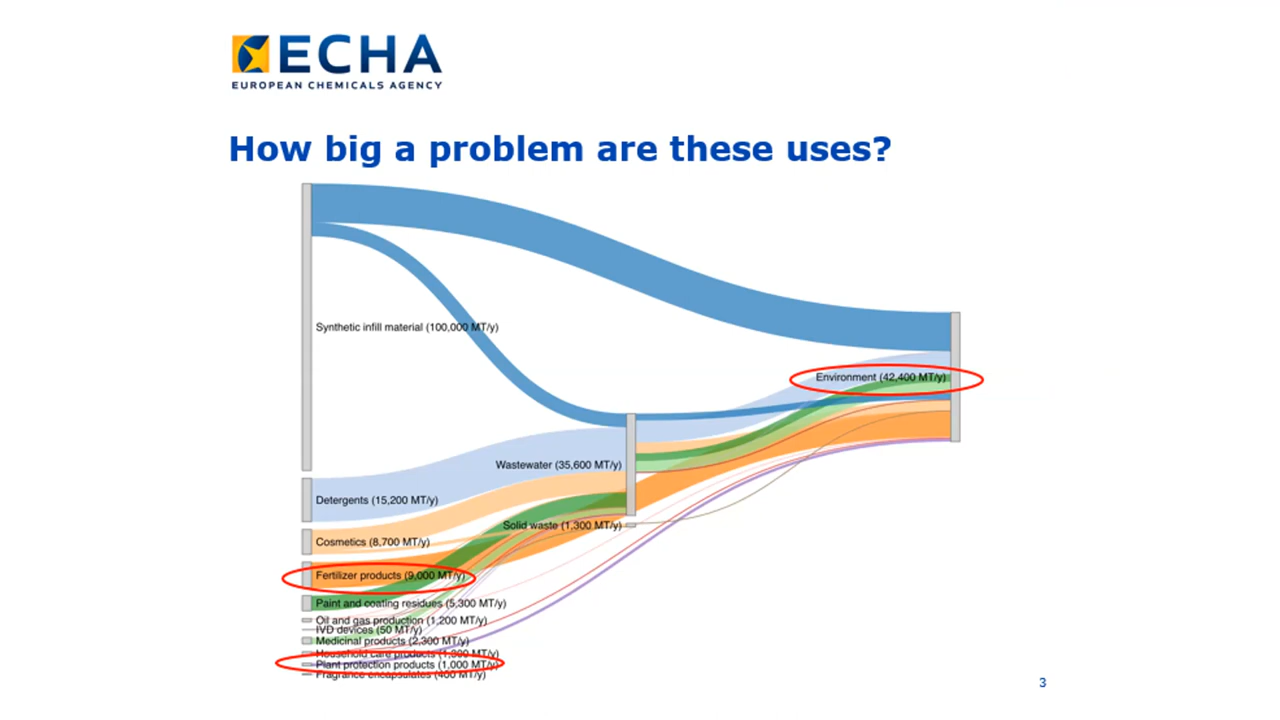 ECHA
EUROPEAN CHEMICALS AGENCY
How big a problem are these uses?
Synthetic infill material (100,000 MT/y)
Environment (42,400 MT/y)
Wastewater (35,600 MT/y)
Detergents (15,200 MT/y)
Solid waste (1,300 MT/y)
Cosmetics (8,700 MT/y)
Fertilizer products (9,000 MT/y)
Paint and coating residues (5,300 MT/y)
Oil and gas production (1,200 MT/y)
IVD devices (50 MT/y)
Medicinal products (2,300 MT/y)
Household care products (1,300 MT/y)
Plant protection products (1,000 MT/y)
Fragrance encapsulates (400 MT/y)
3